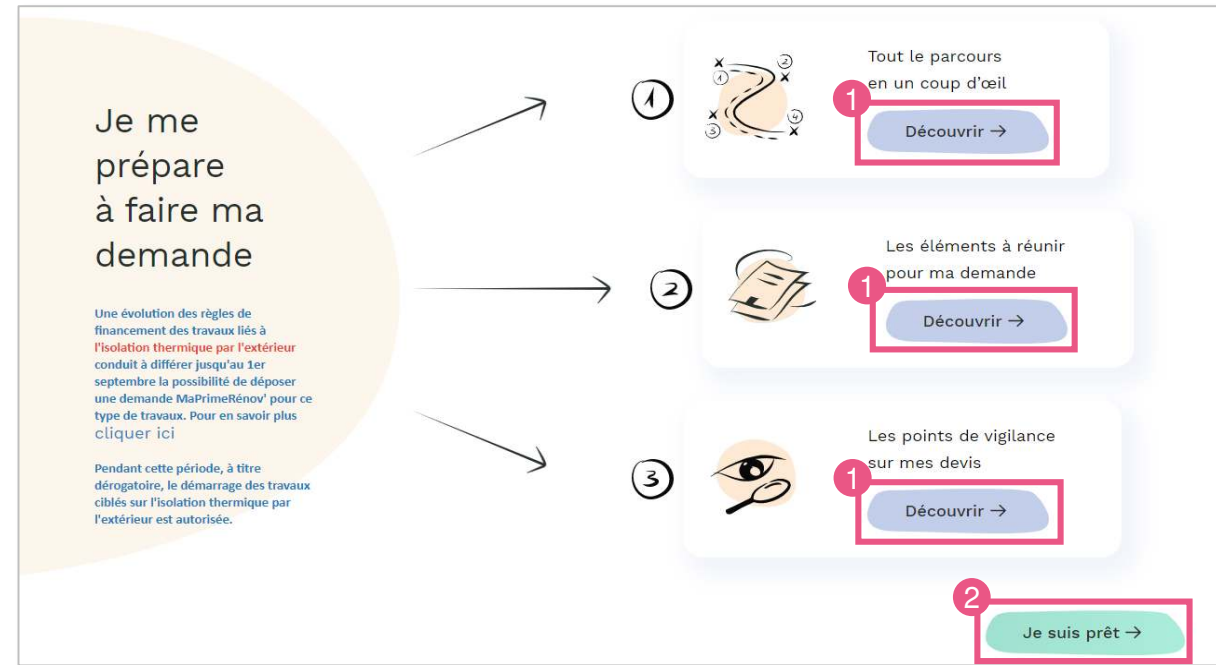 Je me
prépare
à faire ma
demande
Une évolution des règles de
financement des travaux liés à
l'isolation thermique par l'extérieur
conduit à différer jusqu'au 1er
septembre la possibilité de déposer
une demande MaPrimeRénov' pour ce
type de travaux. Pour en savoir plus
cliquer ici
Pendant cette période, à titre
dérogatoire, le démarrage des travaux
ciblés sur l'isolation thermique par
l'extérieur est autorisée.
1
1
2
3
4
Tout le parcours
en un coup d'œil
1
Découvrir →
2
Les éléments à réunir
pour ma demande
1
Découvrir →
3
Les points de vigilance
sur mes devis
1
Découvrir →
2
Je suis prêt →